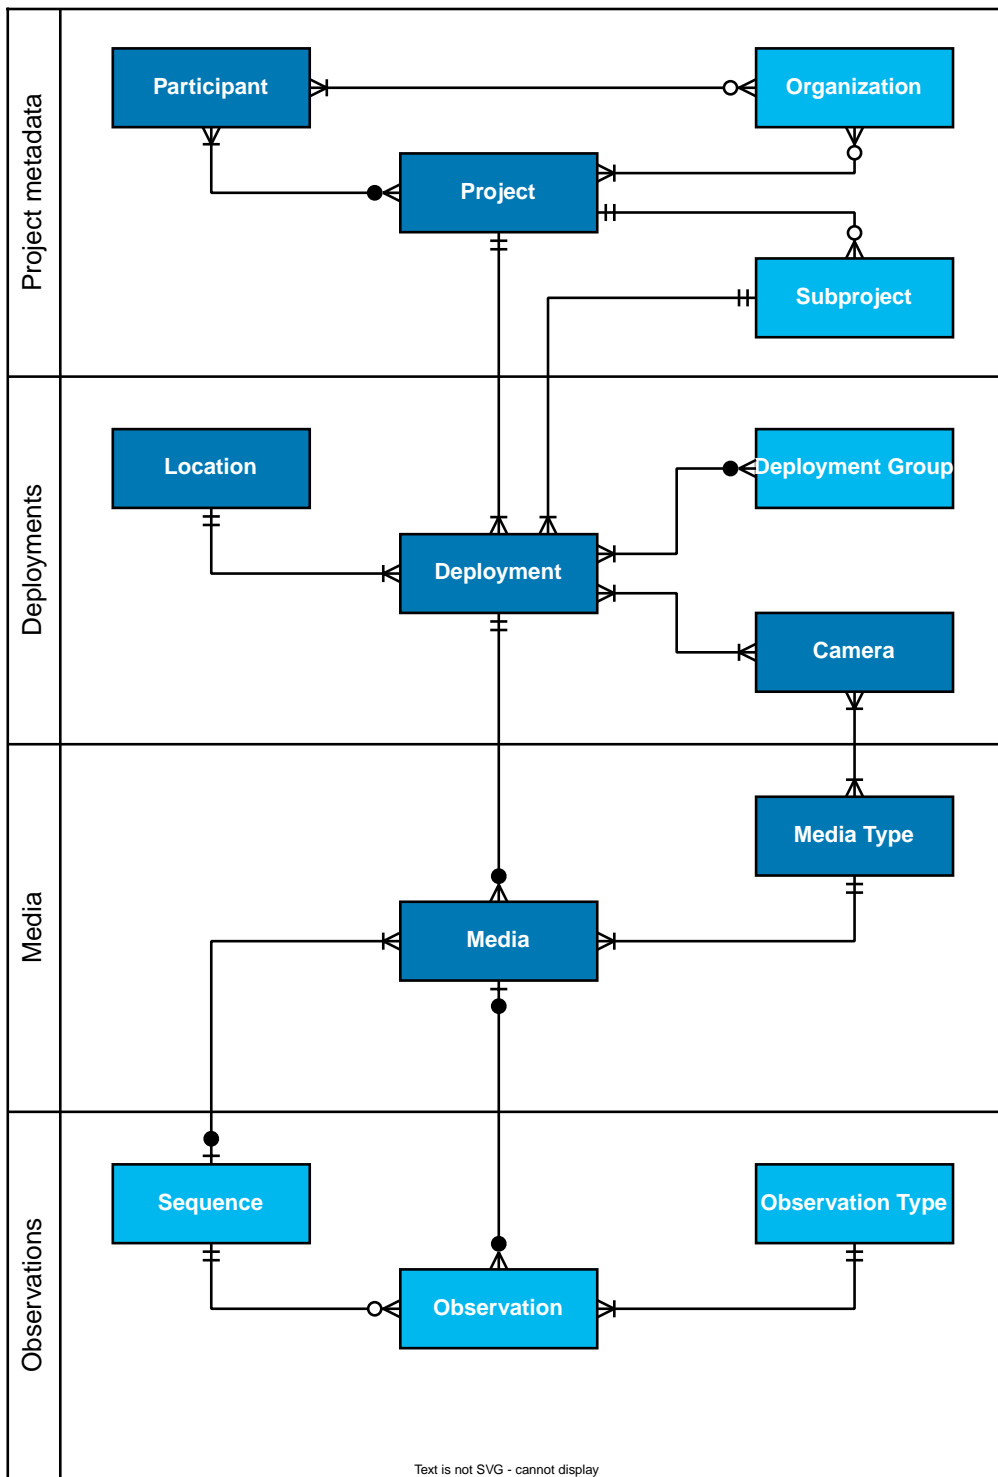 Project metadata
Participant
Organization
Project
Subproject
Deployments
Location
Deployment Group
Deployment
Camera
Media
Media Type
Media
Observations
Sequence
Observation Type
Observation
Text is not SVG - cannot display